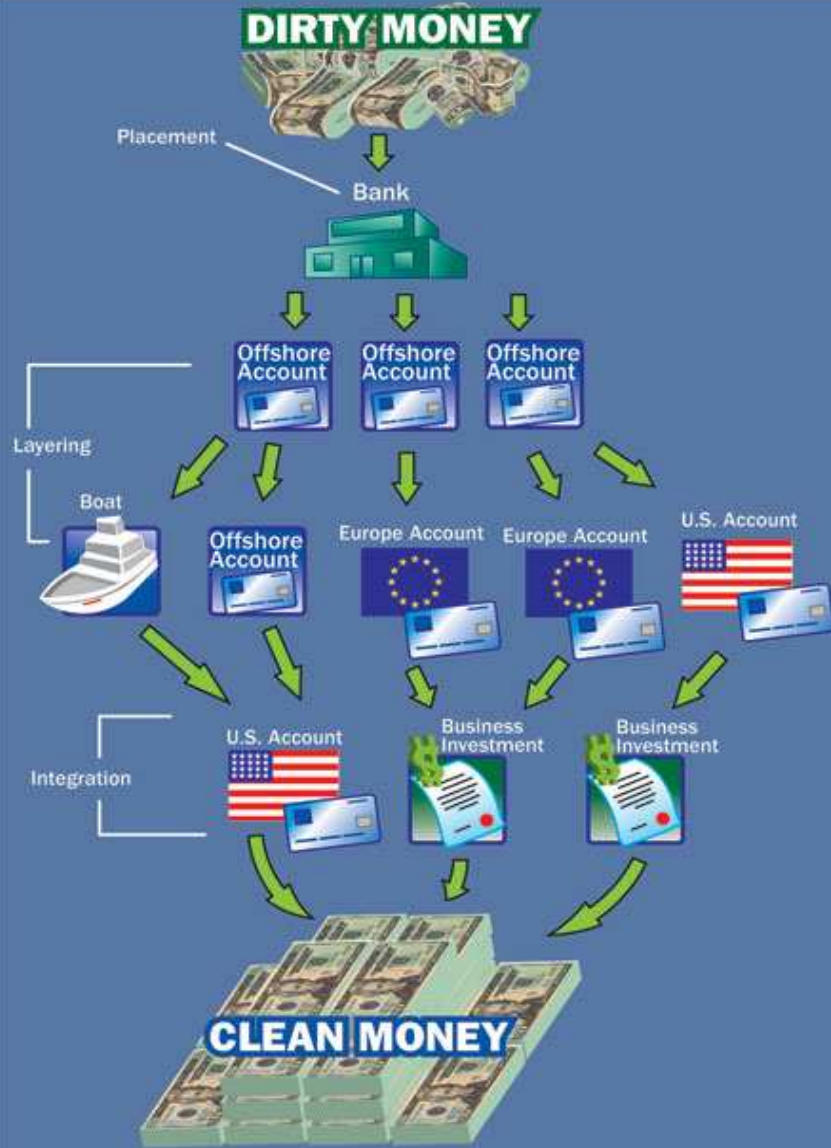 DIRTY MONEY
Placement
Bank
Offshore
Account
Offshore
Account
Offshore
Account
Layering
Boat
Offshore
Account
Europe Account
Europe Account
U.S. Account
Integration
U.S. Account
Business
Investment
Business
Investment
CLEAN MONEY